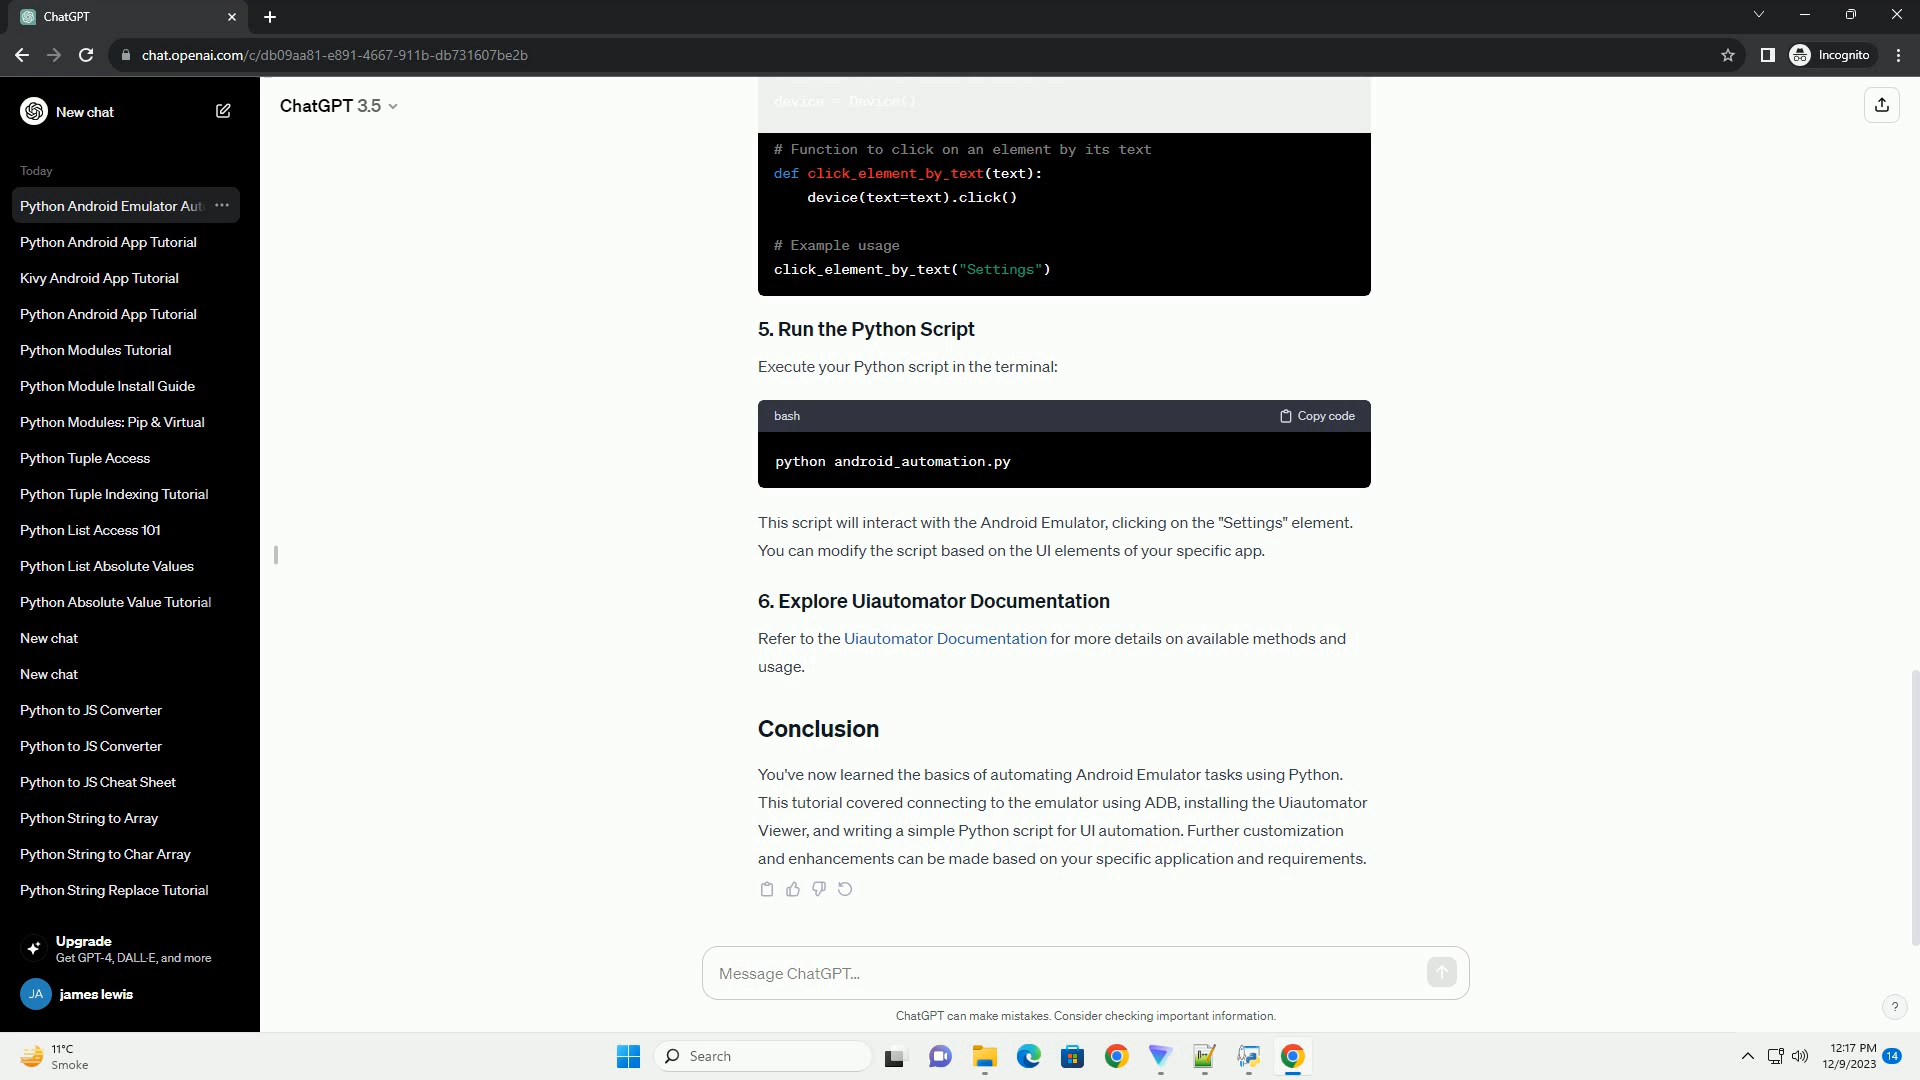 ChatGPT
chat.openai.com/c/db09aa81-e891-4667-911b-db731607be2b
Incognito
New chat
Today
Python Android Emulator Aut
Python Android App Tutorial
Kivy Android App Tutorial
Python Android App Tutorial
Python Modules Tutorial
Python Module Install Guide
Python Modules: Pip & Virtual
Python Tuple Access
Python Tuple Indexing Tutorial
Python List Access 101
Python List Absolute Values
Python Absolute Value Tutorial
New chat
New chat
Python to JS Converter
Python to JS Converter
Python to JS Cheat Sheet
Python String to Array
Python String to Char Array
Python String Replace Tutorial
Upgrade
Get GPT-4, DALL·E, and more
JA james lewis
ChatGPT 3.5
device = Device()
# Function to click on an element by its text
def click_element_by_text(text):
device(text=text).click()
# Example usage
click_element_by_text("Settings")
5. Run the Python Script
Execute your Python script in the terminal:
bash Copy code
python android_automation.py
This script will interact with the Android Emulator, clicking on the "Settings" element.
You can modify the script based on the UI elements of your specific app.
6. Explore Uiautomator Documentation
Refer to the Uiautomator Documentation for more details on available methods and
usage.
Conclusion
You've now learned the basics of automating Android Emulator tasks using Python.
This tutorial covered connecting to the emulator using ADB, installing the Uiautomator
Viewer, and writing a simple Python script for UI automation. Further customization
and enhancements can be made based on your specific application and requirements.
Message ChatGPT...
ChatGPT can make mistakes. Consider checking important information.
?
11°C
Smoke
Search
12:17 PM
12/9/2023
14